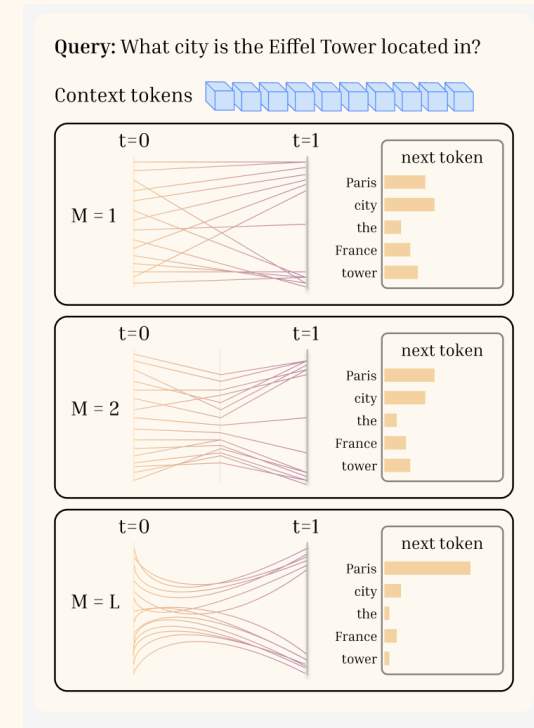 Query: What city is the Eiffel Tower located in?
Context tokens
t=0 t=1
next token
Paris
city
M = 1
the
France
tower
t=0 t=1
next token
Paris
city
M = 2
the
France
tower
t=0 t=1
next token
Paris
city
M = L
the
France
tower